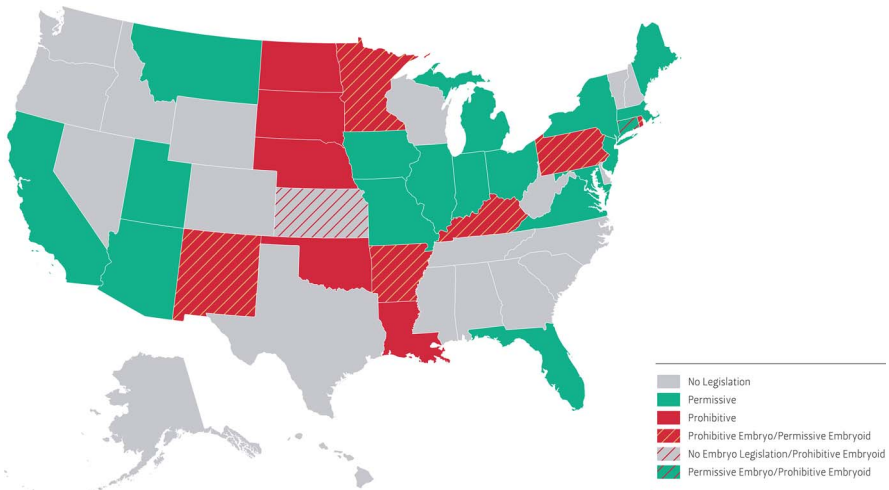 No Legislation
Permissive
Prohibitive
Prohibitive Embryo/Permissive Embryoid
No Embryo Legislation/Prohibitive Embryoid
Permissive Embryo/Prohibitive Embryoid